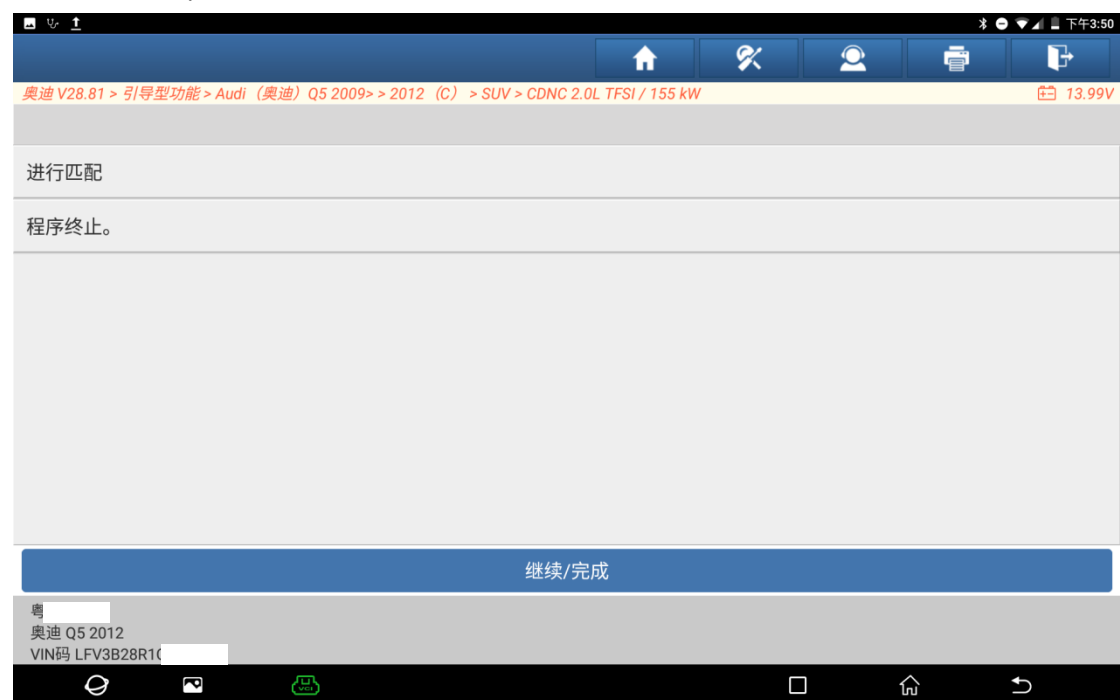 下午3:50
奥迪 V28.81 > 引导型功能 > Audi（奥迪）Q5 2009> > 2012（C） > SUV > CDNC 2.0L TFSI / 155 kW
13.99V
进行匹配
程序终止。
继续/完成
粤
奥迪 Q5 2012
VIN码 LFV3B28R1
VCI